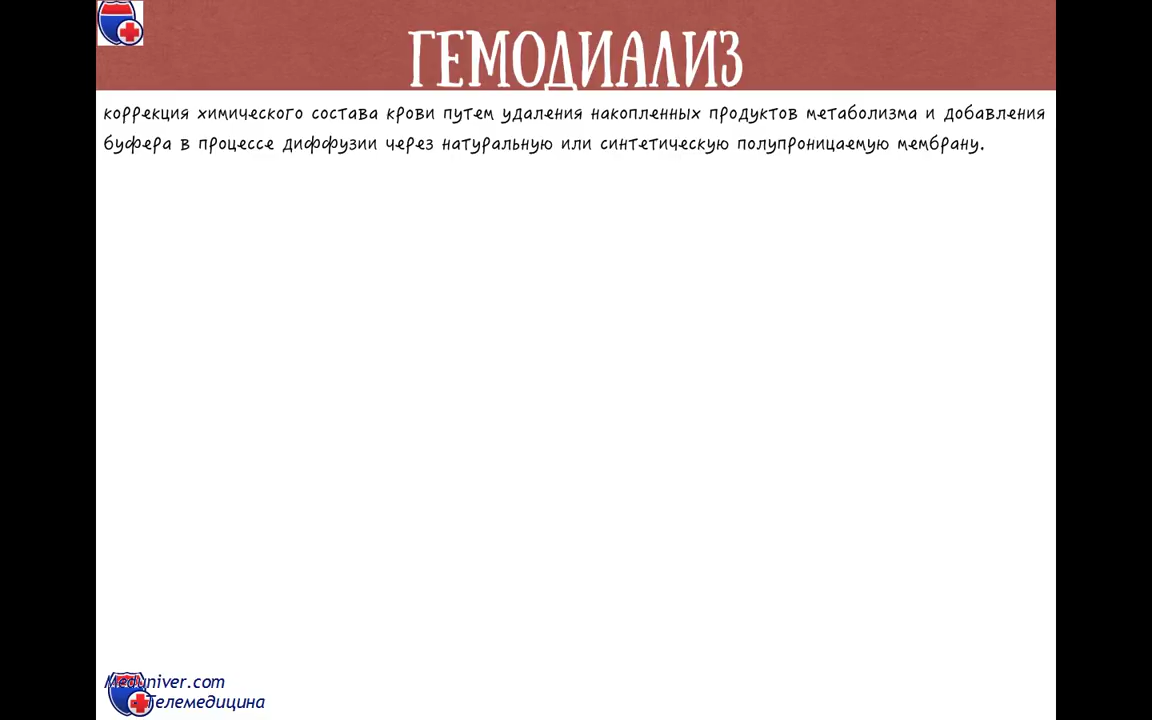 ГЕМОДИАЛИЗ
коррекция химического состава крови путем удаления накопленных продуктов метаболизма и добавления
буфера в процессе диффузии через натуральную или синтетическую полупроницаемую мембрану.
Meduniver.com
Телемедицина